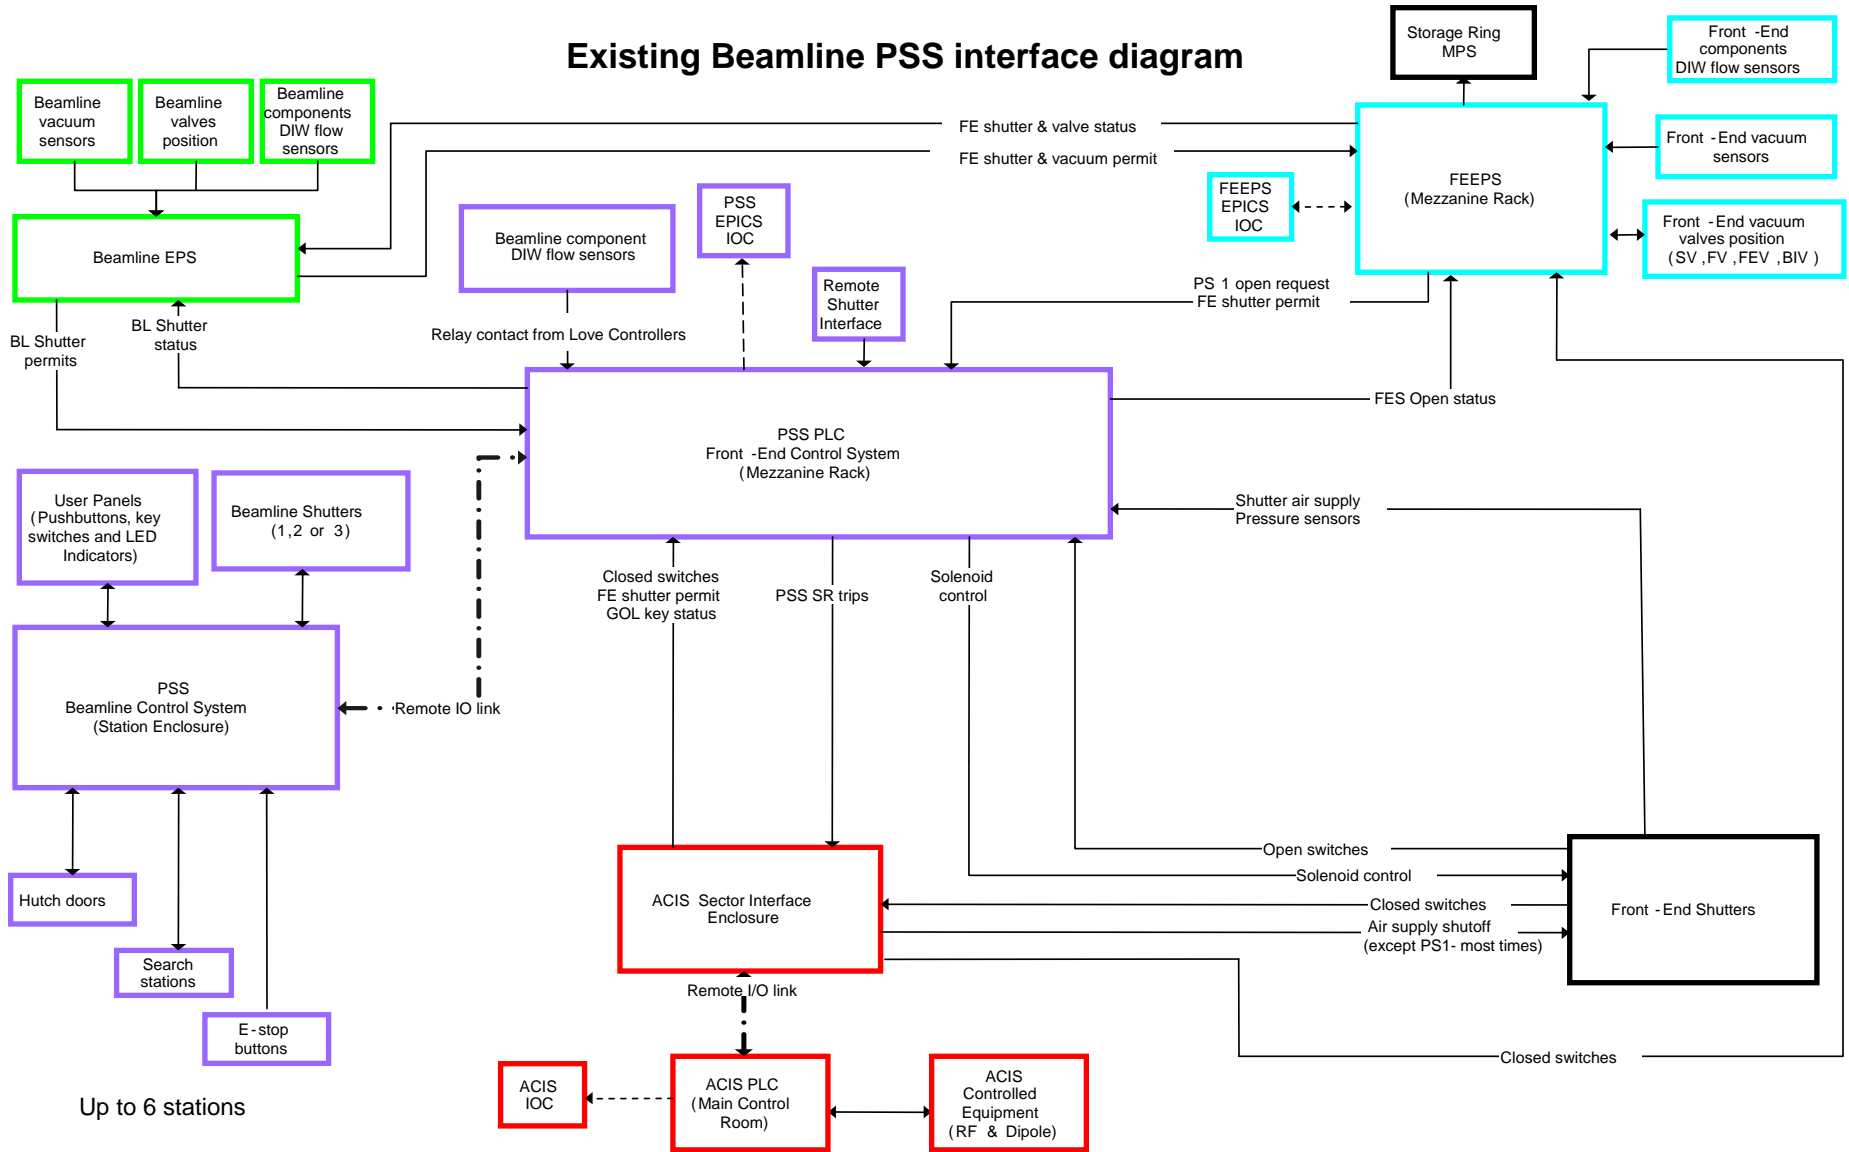 Existing Beamline PSS interface diagram
Storage Ring
MPS
Front -End
components
DIW flow sensors
Beamline
vacuum
sensors
Beamline
valves
position
Beamline
components
DIW flow
sensors
FE shutter & valve status
FE shutter & vacuum permit
Front -End vacuum
sensors
FEEPS
(Mezzanine Rack)
FEEPS
EPICS
IOC
PSS
EPICS
IOC
Front -End vacuum
valves position
(SV ,FV ,FEV ,BIV )
Beamline component
DIW flow sensors
Beamline EPS
Remote
Shutter
Interface
PS 1 open request
FE shutter permit
BL Shutter
permits
BL Shutter
status
Relay contact from Love Controllers
FES Open status
PSS PLC
Front -End Control System
(Mezzanine Rack)
User Panels
(Pushbuttons, key
switches and LED
Indicators)
Beamline Shutters
(1,2 or 3)
Shutter air supply
Pressure sensors
Closed switches
FE shutter permit
GOL key status
PSS SR trips
Solenoid
control
PSS
Beamline Control System
(Station Enclosure)
Remote IO link
Open switches
Solenoid control
Closed switches
Air supply shutoff
(except PS1- most times)
Front -End Shutters
ACIS Sector Interface
Enclosure
Hutch doors
Search
stations
E-stop
buttons
Remote I/O link
Closed switches
ACIS
IOC
ACIS PLC
(Main Control
Room)
ACIS
Controlled
Equipment
(RF & Dipole)
Up to 6 stations